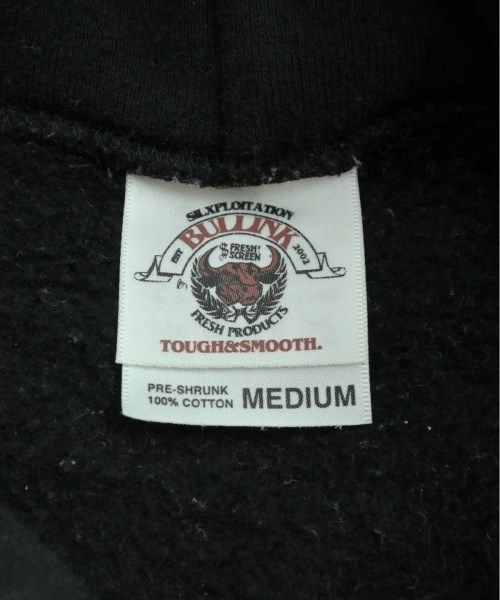 SILXPLOITATION
BULLINK
EST 2002
$ FRESH'
SCREEN
FRESH PRODUCTS
TOUGH&SMOOTH.
PRE-SHRUNK
100% COTTON MEDIUM